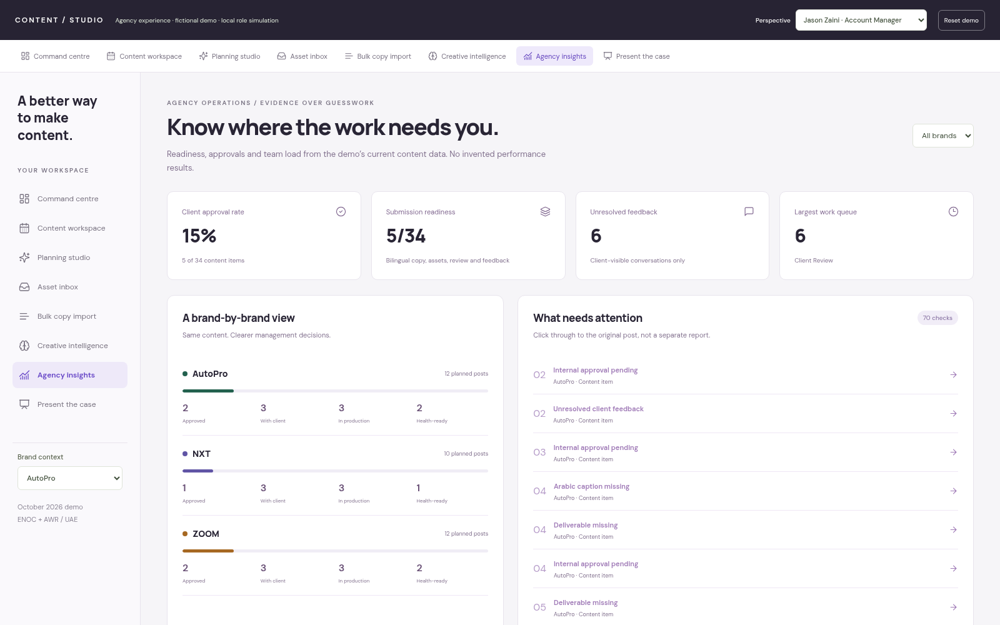 CONTENT / STUDIO
Agency experience · fictional demo · local role simulation
Perspective
Jason Zaini · Account Manager
Reset demo
Command centre
Content workspace
Planning studio
Asset inbox
Bulk copy import
Creative intelligence
Agency insights
Present the case
A better way
to make
content.
YOUR WORKSPACE
Command centre
Content workspace
Planning studio
Asset inbox
Bulk copy import
Creative intelligence
Agency insights
Present the case
Brand context
AutoPro
October 2026 demo
ENOC + AWR / UAE
AGENCY OPERATIONS / EVIDENCE OVER GUESSWORK
Know where the work needs you.
Readiness, approvals and team load from the demo's current content data. No invented performance
results.
All brands
Client approval rate
15%
5 of 34 content items
Submission readiness
5/34
Bilingual copy, assets, review and feedback
Unresolved feedback
6
Client-visible conversations only
Largest work queue
6
Client Review
A brand-by-brand view
Same content. Clearer management decisions.
AutoPro
12 planned posts
2
Approved
3
With client
3
In production
2
Health-ready
NXT
10 planned posts
1
Approved
3
With client
3
In production
1
Health-ready
ZOOM
12 planned posts
2
Approved
3
With client
3
In production
2
Health-ready
What needs attention
70 checks
Click through to the original post, not a separate report.
02
Internal approval pending
AutoPro · Content item
02
Unresolved client feedback
AutoPro · Content item
03
Internal approval pending
AutoPro · Content item
04
Arabic caption missing
AutoPro · Content item
04
Deliverable missing
AutoPro · Content item
04
Internal approval pending
AutoPro · Content item
05
Deliverable missing
AutoPro · Content item